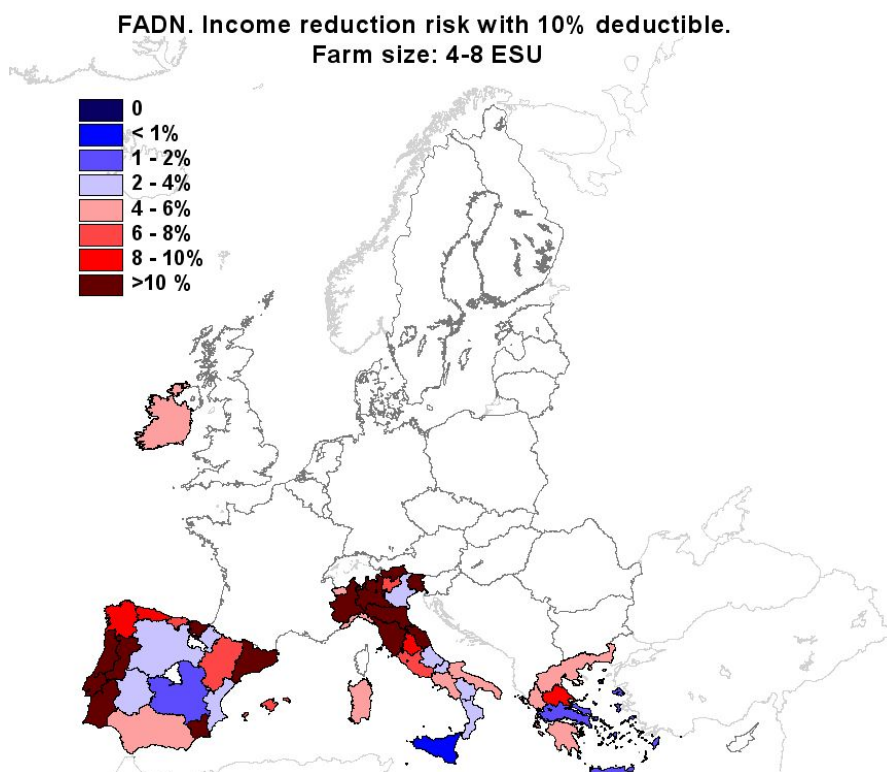 FADN. Income reduction risk with 10% deductible.
Farm size: 4-8 ESU
0
< 1%
1 - 2%
2 - 4%
4 - 6%
6 - 8%
8 - 10%
>10 %